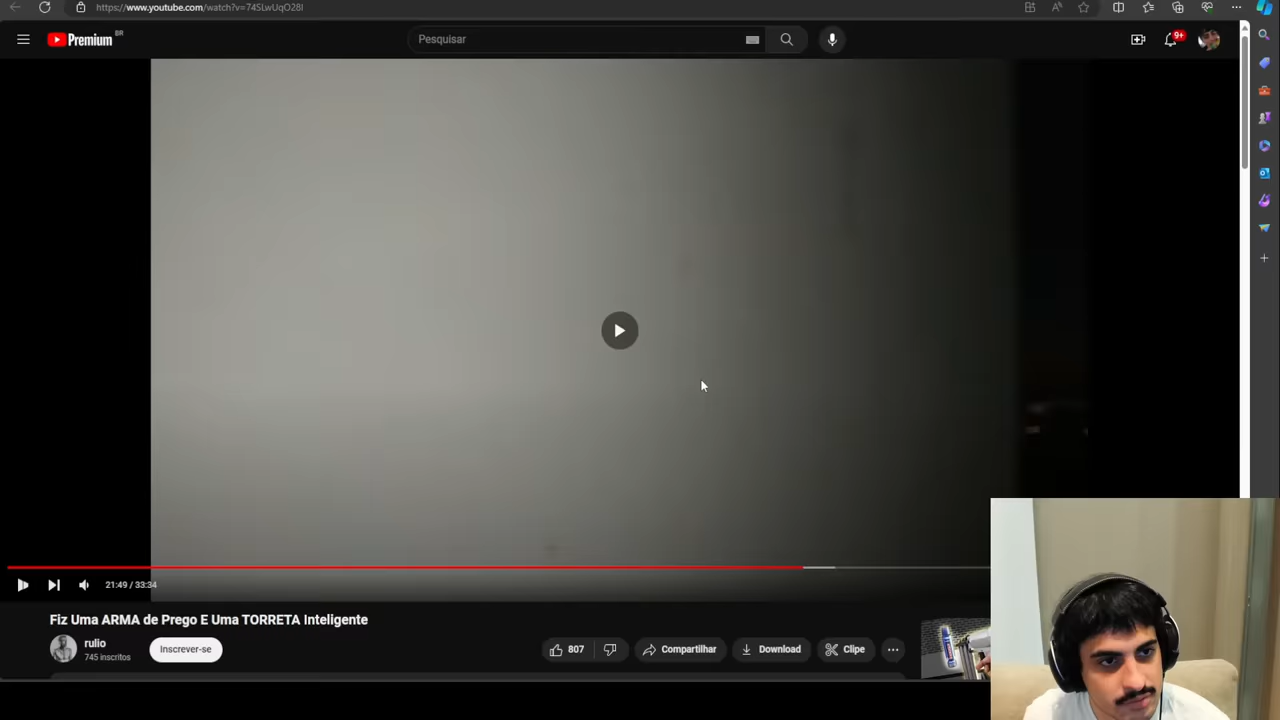 https://www.youtube.com/watch?v=745LwUqO28I
Premium BR
Pesquisar
9+
21:49 / 33:34
Fiz Uma ARMA de Prego E Uma TORRETA Inteligente
rulio
745 inscritos
Inscrever-se
807
Compartilhar
Download
Clipe